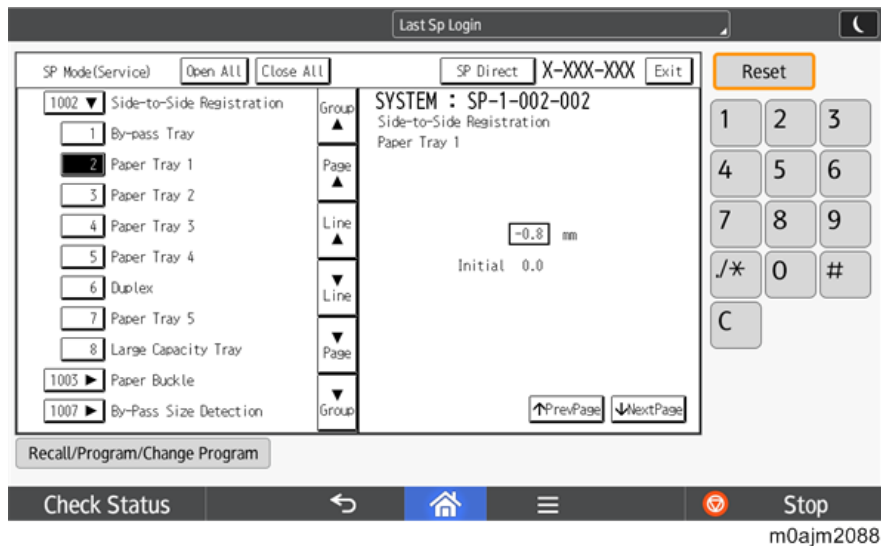 Last Sp Login
SP Mode(Service) Open All Close All SP Direct X-XXX-XXX Exit
Reset
1002 ▼ Side-to-Side Registration
1 By-pass Tray
2 Paper Tray 1
3 Paper Tray 2
4 Paper Tray 3
5 Paper Tray 4
6 Duplex
7 Paper Tray 5
8 Large Capacity Tray
1003 ► Paper Buckle
1007 ► By-Pass Size Detection
Group ▲
Page ▲
Line ▲
▼ Line
▼ Page
▼ Group
SYSTEM : SP-1-002-002
Side-to-Side Registration
Paper Tray 1
-0.8 mm
Initial 0.0
↑PrevPage ↓NextPage
1 2 3
4 5 6
7 8 9
./* 0 #
C
Recall/Program/Change Program
Check Status Stop
m0ajm2088